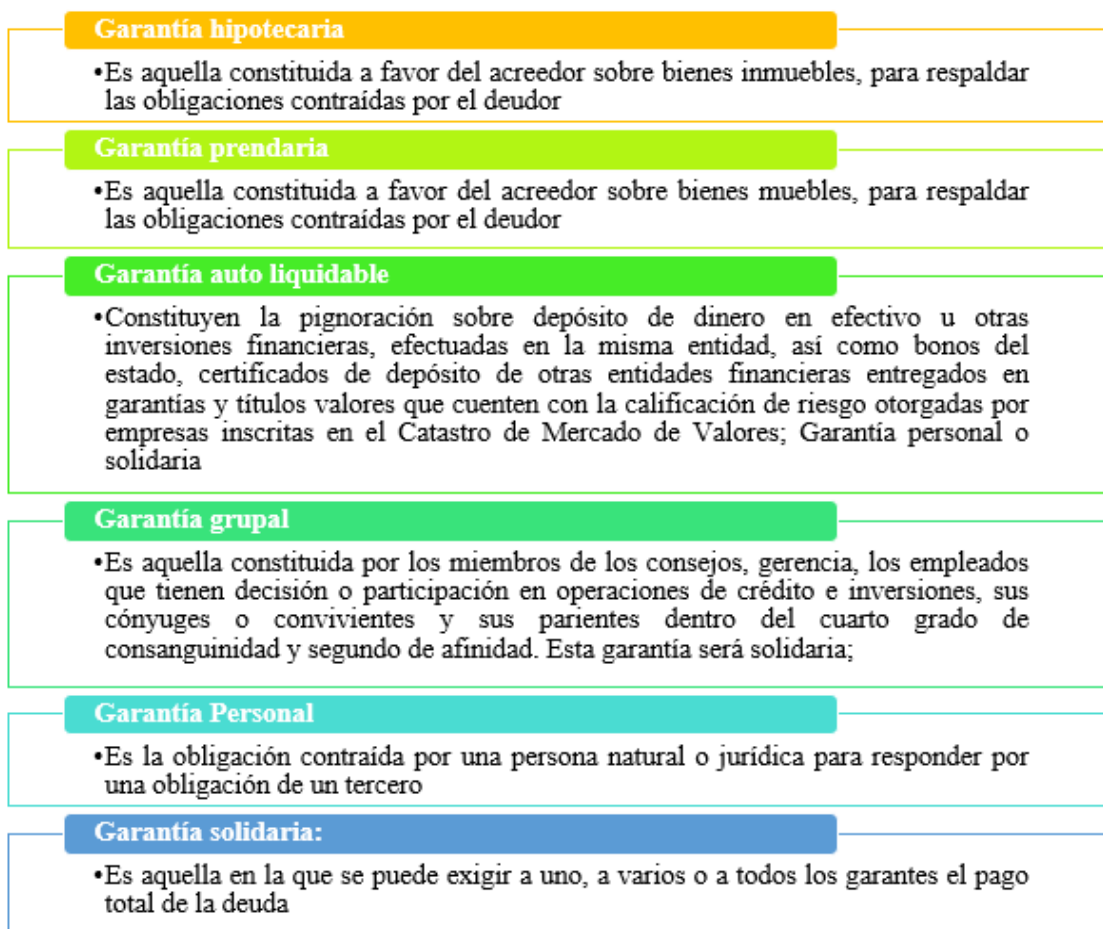 Garantía hipotecaria
•Es aquella constituida a favor del acreedor sobre bienes inmuebles, para respaldar
las obligaciones contraídas por el deudor
Garantía prendaria
•Es aquella constituida a favor del acreedor sobre bienes muebles, para respaldar
las obligaciones contraídas por el deudor
Garantía auto liquidable
•Constituyen la pignoración sobre depósito de dinero en efectivo u otras
inversiones financieras, efectuadas en la misma entidad, así como bonos del
estado, certificados de depósito de otras entidades financieras entregados en
garantías y títulos valores que cuenten con la calificación de riesgo otorgadas por
empresas inscritas en el Catastro de Mercado de Valores; Garantía personal o
solidaria
Garantía grupal
•Es aquella constituida por los miembros de los consejos, gerencia, los empleados
que tienen decisión o participación en operaciones de crédito e inversiones, sus
cónyuges o convivientes y sus parientes dentro del cuarto grado de
consanguinidad y segundo de afinidad. Esta garantía será solidaria;
Garantía Personal
•Es la obligación contraída por una persona natural o jurídica para responder por
una obligación de un tercero
Garantía solidaria:
•Es aquella en la que se puede exigir a uno, a varios o a todos los garantes el pago
total de la deuda